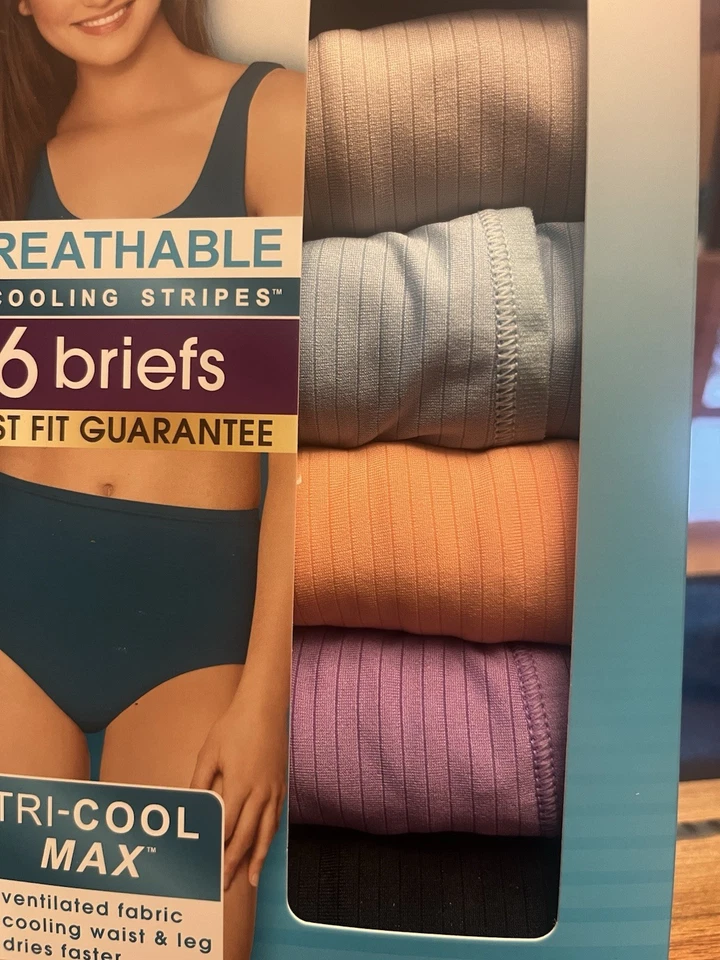 REATHABLE
COOLING STRIPES™
6 briefs
ST FIT GUARANTEE
TRI-COOL
MAX™
ventilated fabric
cooling waist & leg
dries faster